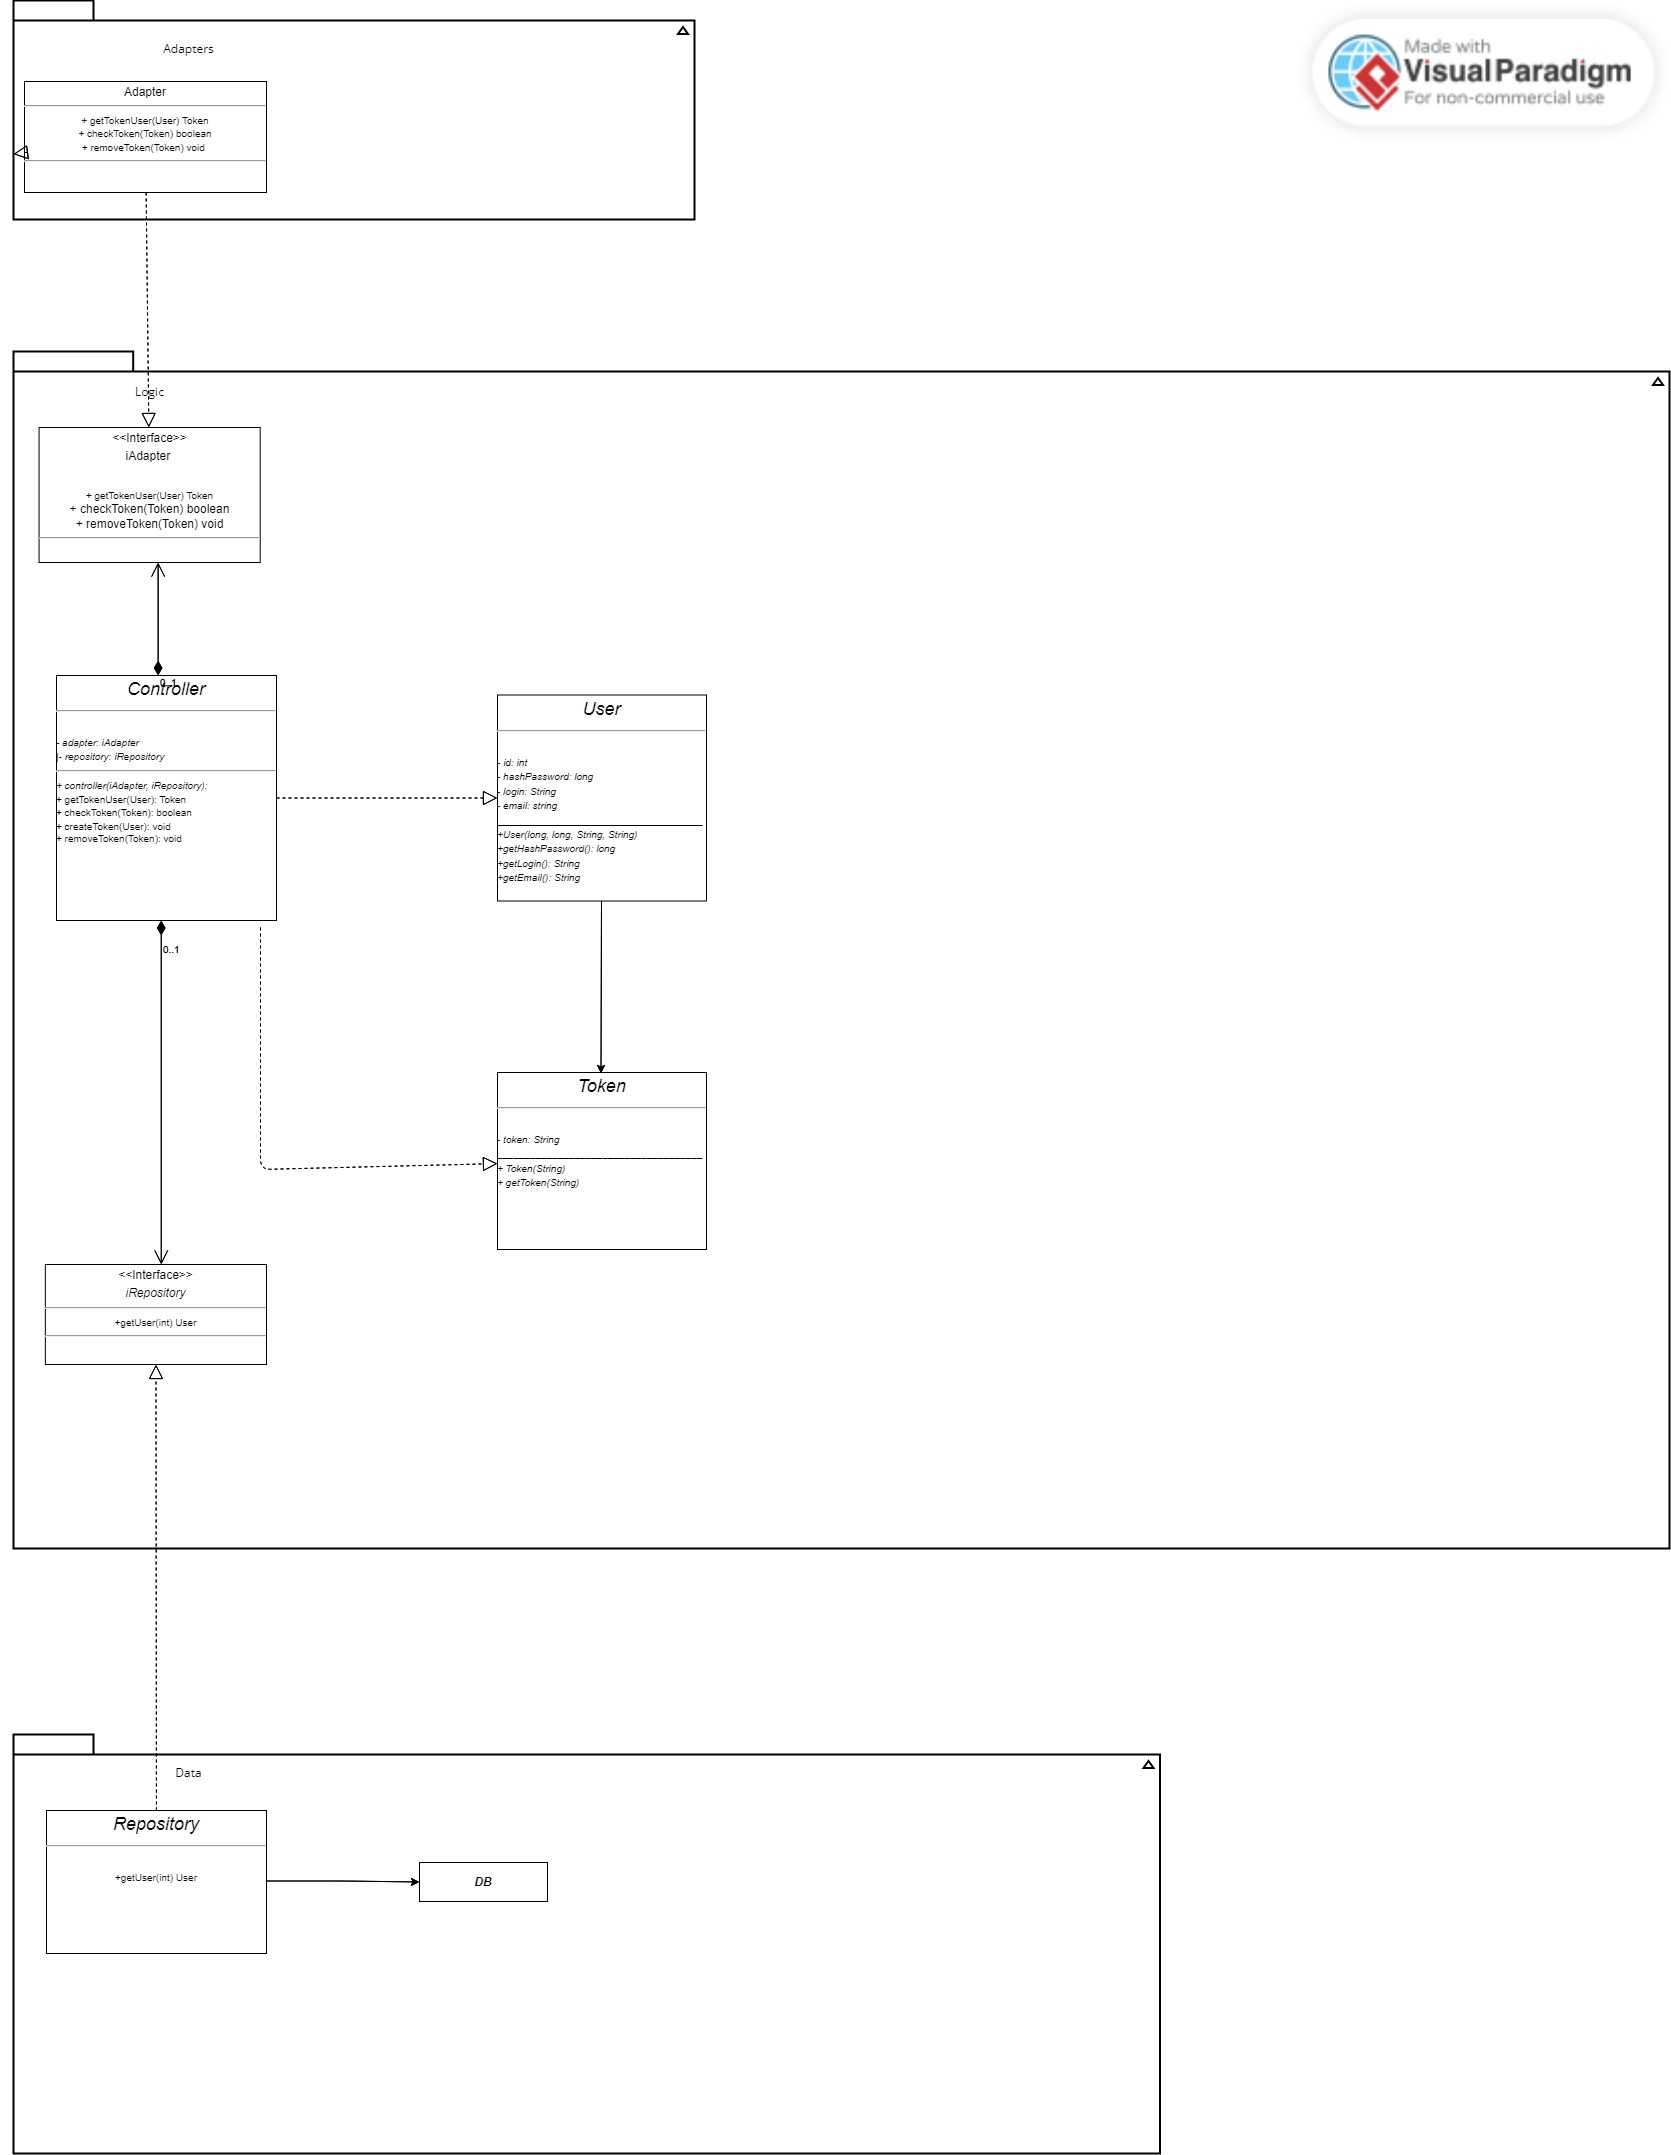 Adapters
Made with
Visual Paradigm
For non-commercial use
Adapter
+ getTokenUser(User) Token
+ checkToken(Token) boolean
+ removeToken(Token) void
Logic
<<Interface>>
iAdapter
+ getTokenUser(User) Token
+ checkToken(Token) boolean
+ removeToken(Token) void
0..1
Controller
- adapter: iAdapter
|- repository: iRepository
+ controller(iAdapter, iRepository):
+ getTokenUser(User): Token
+ checkToken(Token): boolean
+ createToken(User): void
+ removeToken(Token): void
0..1
User
- id: int
- hashPassword: long
- login: String
- email: string
+User(long, long, String, String)
+getHashPassword(): long
+getLogin(): String
+getEmail(): String
Token
- token: String
+ Token(String)
+ getToken(String)
<<Interface>>
iRepository
+getUser(int) User
Data
Repository
+getUser(int) User
DB